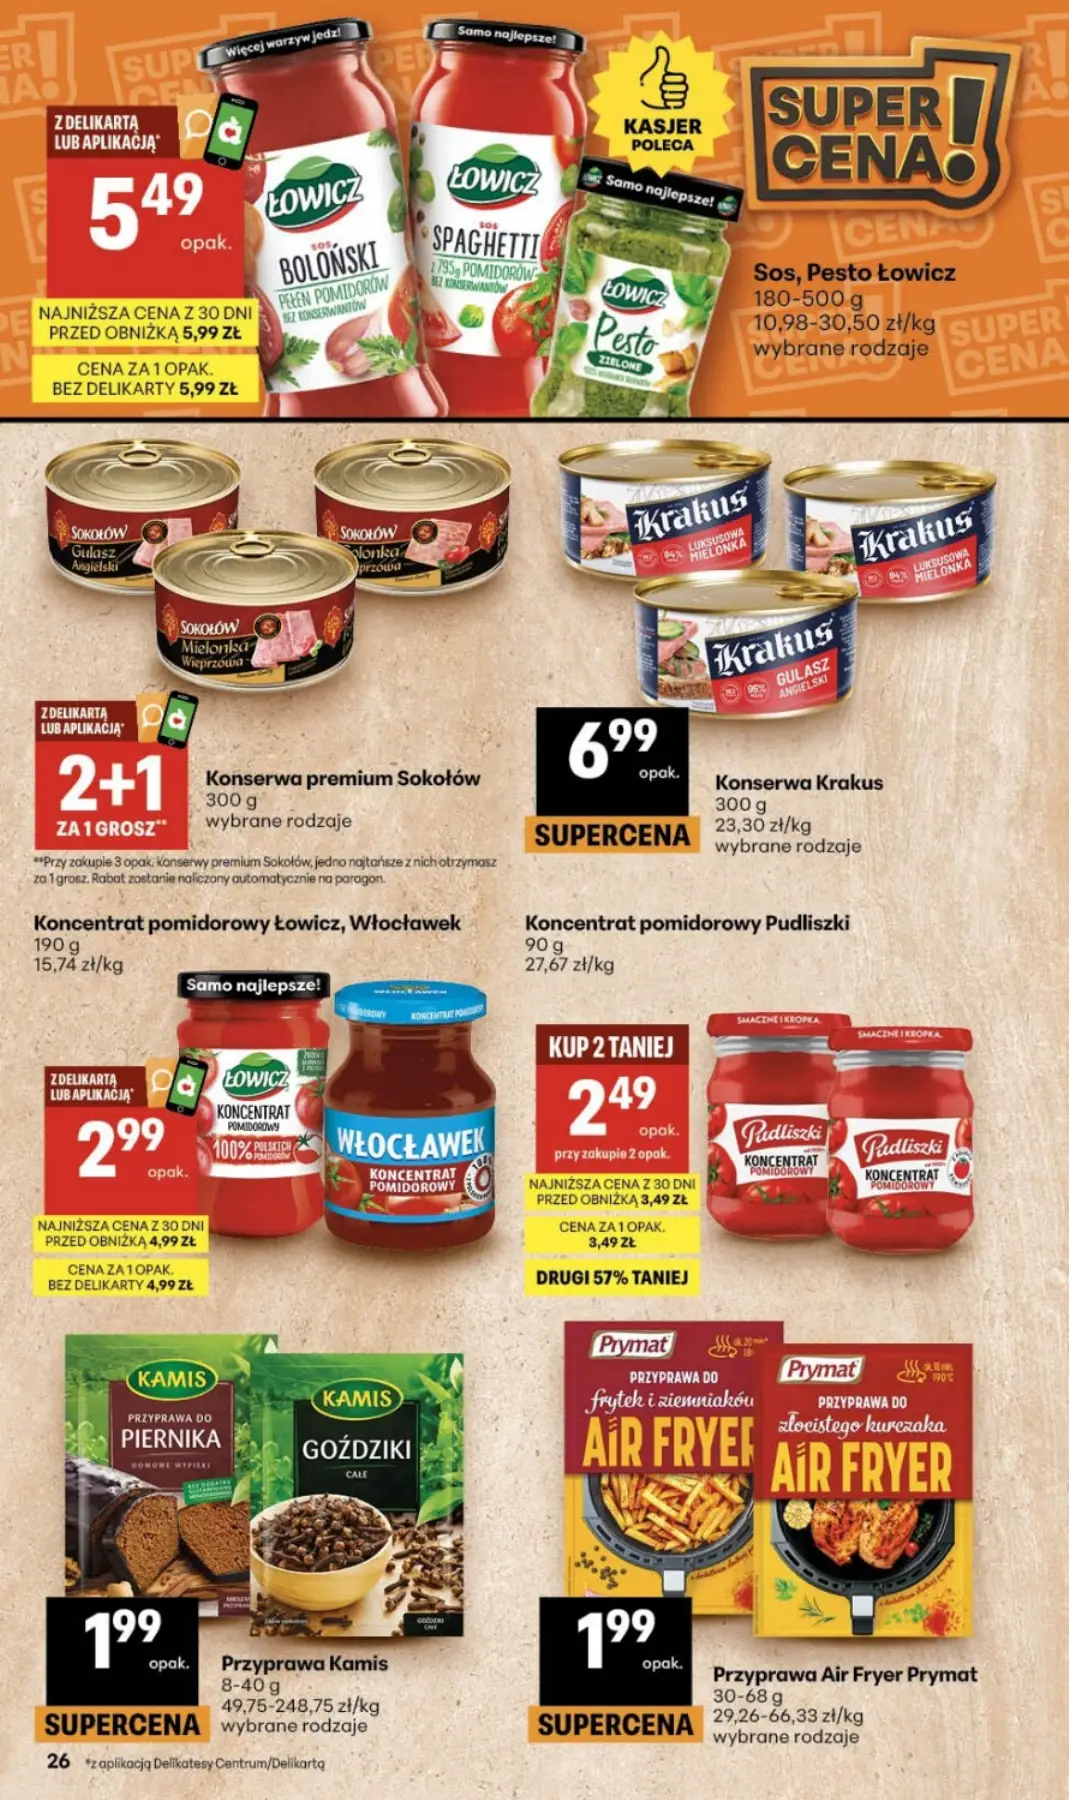 Więcej warzyw jedz!
Samo najlepsze!
KASJER
POLECA
SUPER
CENA!
Z DELIKARTĄ
LUB APLIKACJĄ*
5,49
opak.
NAJNIŻSZA CENA Z 30 DNI
PRZED OBNIŻKĄ 5,99 ZŁ
CENA ZA 1 OPAK.
BEZ DELIKARTY 5,99 ZŁ
ŁOWICZ
SOS
BOLOŃSKI
PEŁEN POMIDORÓW
BEZ KONSERWANTÓW
ŁOWICZ
SOS
SPAGHETTI
Z 795g POMIDORÓW
BEZ KONSERWANTÓW
Samo najlepsze!
ŁOWICZ
Pesto
ZIELONE
Sos, Pesto Łowicz
180-500 g
10,98-30,50 zł/kg
wybrane rodzaje
SOKOŁÓW
Gulasz
Angielski
SOKOŁÓW
SOKOŁÓW
Mielonka
Wieprzowa
Krakus
LUKSUSOWA
MIELONKA
84%
Krakus
LUKSUSOWA
MIELONKA
84%
Krakus
GULASZ
ANGIELSKI
95%
Z DELIKARTĄ
LUB APLIKACJĄ*
2+1
ZA 1 GROSZ**
Konserwa premium Sokołów
300 g
wybrane rodzaje
**Przy zakupie 3 opak. konserwy premium Sokołów, jedno najtańsze z nich otrzymasz
za 1 grosz. Rabat zostanie naliczony automatycznie na paragon.
6,99
opak.
SUPERCENA
Konserwa Krakus
300 g
23,30 zł/kg
wybrane rodzaje
Koncentrat pomidorowy Łowicz, Włocławek
190 g
15,74 zł/kg
Samo najlepsze!
ŁOWICZ
KONCENTRAT
POMIDOROWY
100% POLSKICH
POMIDORÓW
WŁOCŁAWEK
KONCENTRAT
WŁOCŁAWEK
KONCENTRAT
POMIDOROWY
Z DELIKARTĄ
LUB APLIKACJĄ*
2,99
opak.
NAJNIŻSZA CENA Z 30 DNI
PRZED OBNIŻKĄ 4,99 ZŁ
CENA ZA 1 OPAK.
BEZ DELIKARTY 4,99 ZŁ
Koncentrat pomidorowy Pudliszki
90 g
27,67 zł/kg
KUP 2 TANIEJ
2,49
opak.
przy zakupie 2 opak.
NAJNIŻSZA CENA Z 30 DNI
PRZED OBNIŻKĄ 3,49 ZŁ
CENA ZA 1 OPAK.
3,49 ZŁ
DRUGI 57% TANIEJ
SMACZNE I KROPKA.
Pudliszki
KONCENTRAT
POMIDOROWY
SMACZNE I KROPKA.
Pudliszki
KONCENTRAT
POMIDOROWY
KAMIS
PRZYPRAWA DO
PIERNIKA
DOMOWE WYPIEKI
KAMIS
GOŹDZIKI
CAŁE
GOŹDZIKI
CAŁE
1,99
opak.
SUPERCENA
Przyprawa Kamis
8-40 g
49,75-248,75 zł/kg
wybrane rodzaje
Prymat
PRZYPRAWA DO
frytek i ziemniaków
AIR FRYER
Prymat
ok. 18 min.
190°C
PRZYPRAWA DO
złocistego kurczaka
AIR FRYER
1,99
opak.
SUPERCENA
Przyprawa Air Fryer Prymat
30-68 g
29,26-66,33 zł/kg
wybrane rodzaje
26
*z aplikacją Delikatesy Centrum/Delikartą